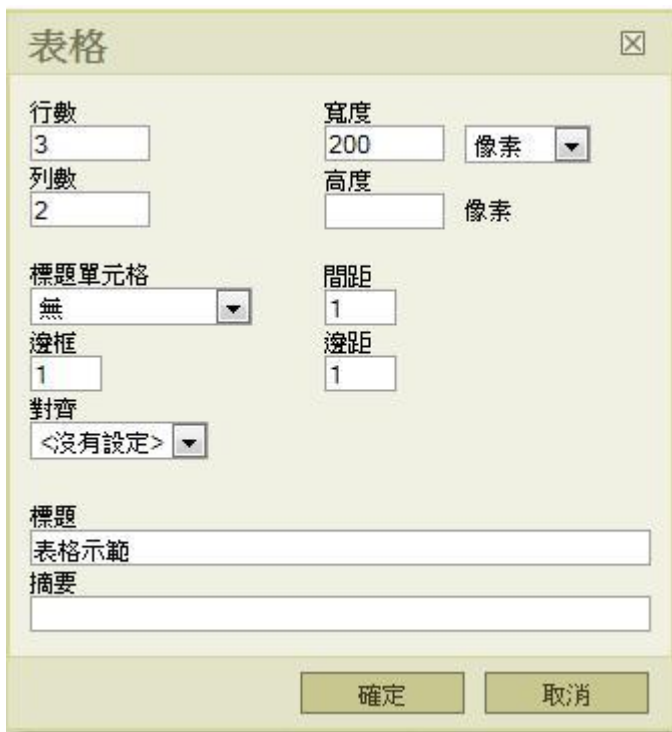 表格
行數 寬度
3 200 像素
列數 高度
2 像素
標題單元格 間距
無 1
邊框 邊距
1 1
對齊
<沒有設定>
標題
表格示範
摘要
確定 取消